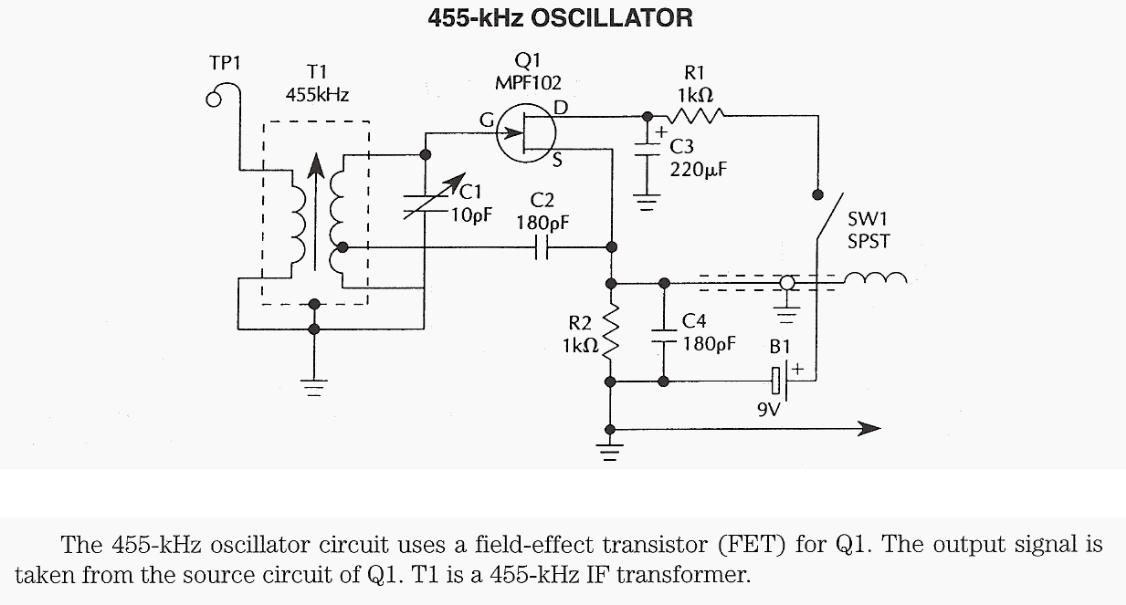 455-kHz OSCILLATOR
TP1
T1
455kHz
Q1
MPF102
G
D
S
R1
1kΩ
+
C3
220µF
C1
10pF
C2
180pF
SW1
SPST
R2
1kΩ
C4
180pF
B1
+
9V
The 455-kHz oscillator circuit uses a field-effect transistor (FET) for Q1. The output signal is
taken from the source circuit of Q1. T1 is a 455-kHz IF transformer.